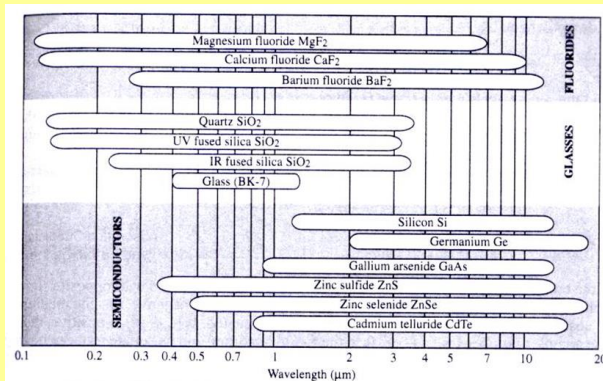 Magnesium fluoride MgF2
Calcium fluoride CaF2
Barium fluoride BaF2
FLUORIDES
Quartz SiO2
UV fused silica SiO2
IR fused silica SiO2
Glass (BK-7)
GLASSES
Silicon Si
Germanium Ge
Gallium arsenide GaAs
Zinc sulfide ZnS
Zinc selenide ZnSe
Cadmium telluride CdTe
SEMICONDUCTORS
0.1 0.2 0.3 0.4 0.5 0.7 1 2 3 4 5 7 10 20
Wavelength (μm)